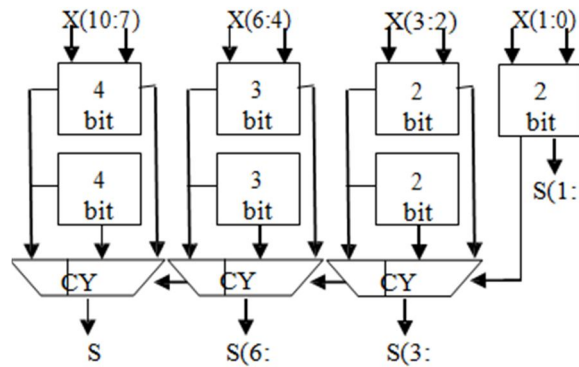 X(10:7) X(6:4) X(3:2) X(1:0)
4 bit
3 bit
2 bit
2 bit
4 bit
3 bit
2 bit
S(1:
CY CY CY
S S(6: S(3: